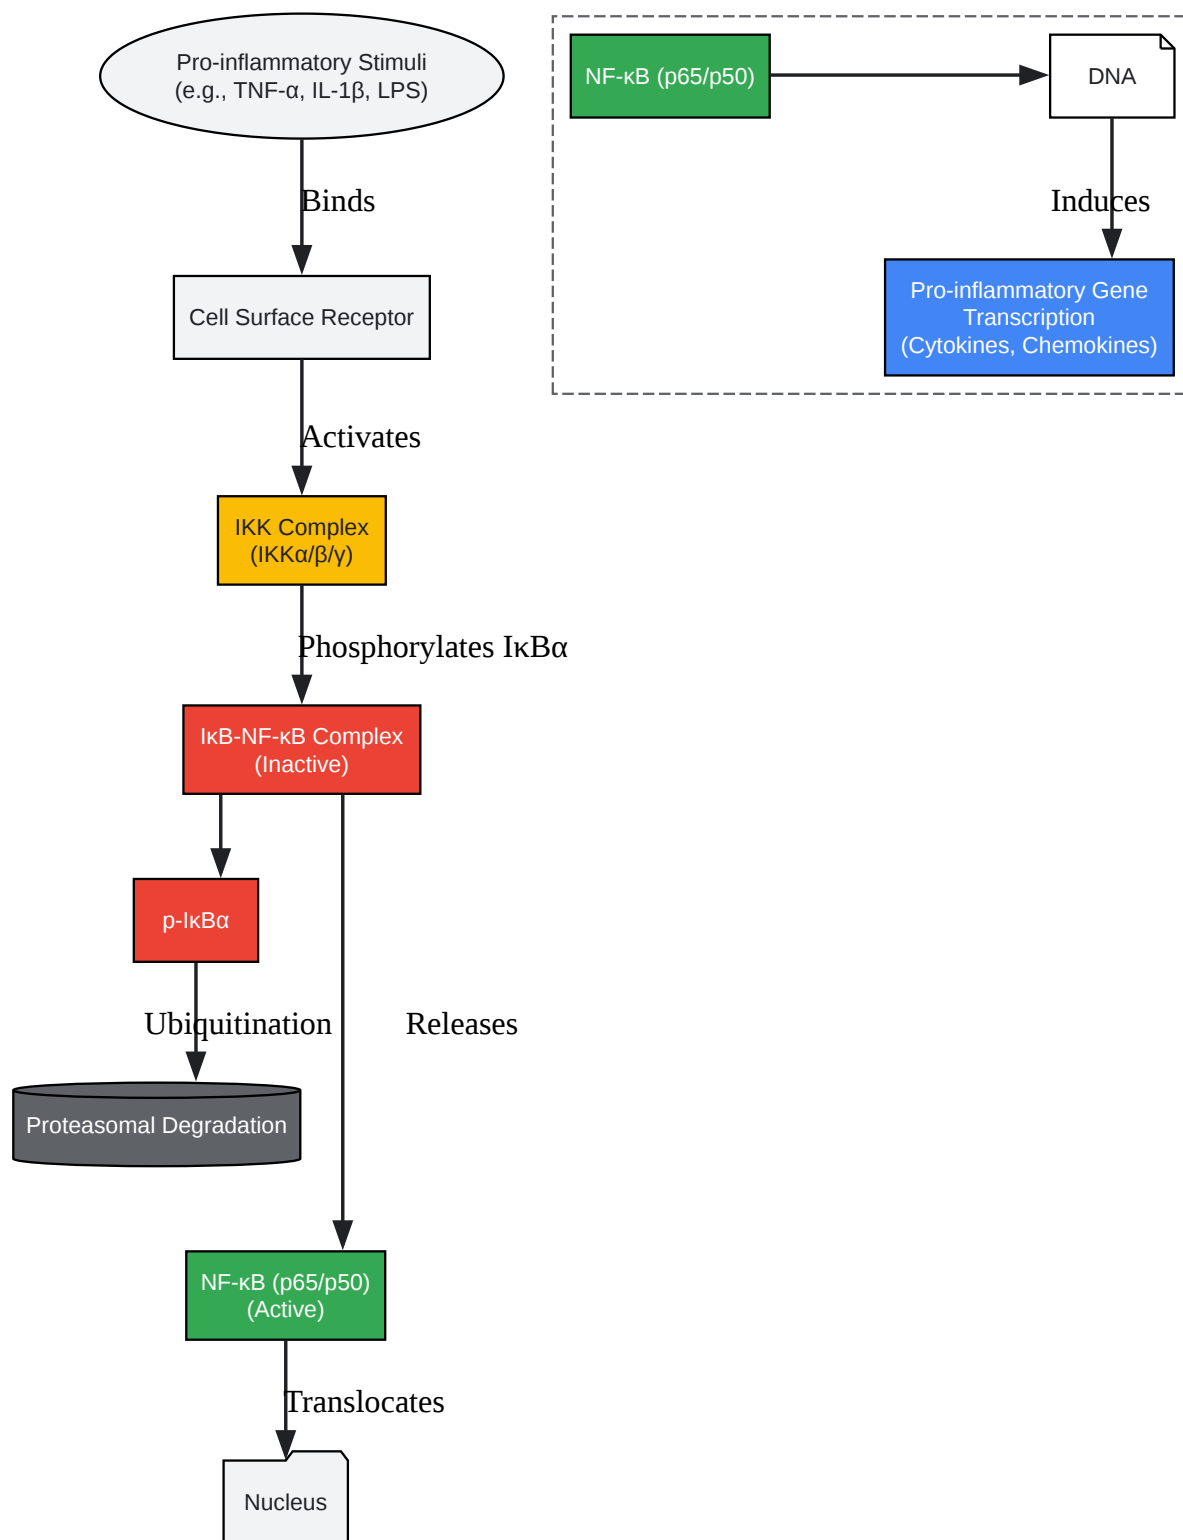 Pro-inflammatory Stimuli
(e.g., TNF-α, IL-1β, LPS)
Binds
Cell Surface Receptor
Activates
IKK Complex
(IKKα/β/γ)
Phosphorylates IκBα
IκB-NF-κB Complex
(Inactive)
p-IκBα
Ubiquitination
Releases
Proteasomal Degradation
NF-κB (p65/p50)
(Active)
Translocates
Nucleus
NF-κB (p65/p50)
DNA
Induces
Pro-inflammatory Gene
Transcription
(Cytokines, Chemokines)